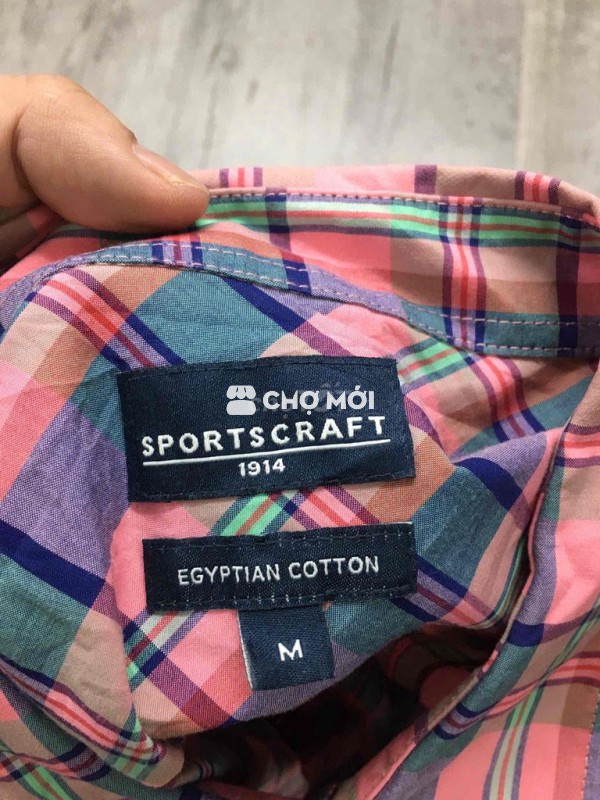 CHỢ MỚI
SPORTSCRAFT
1914
EGYPTIAN COTTON
M